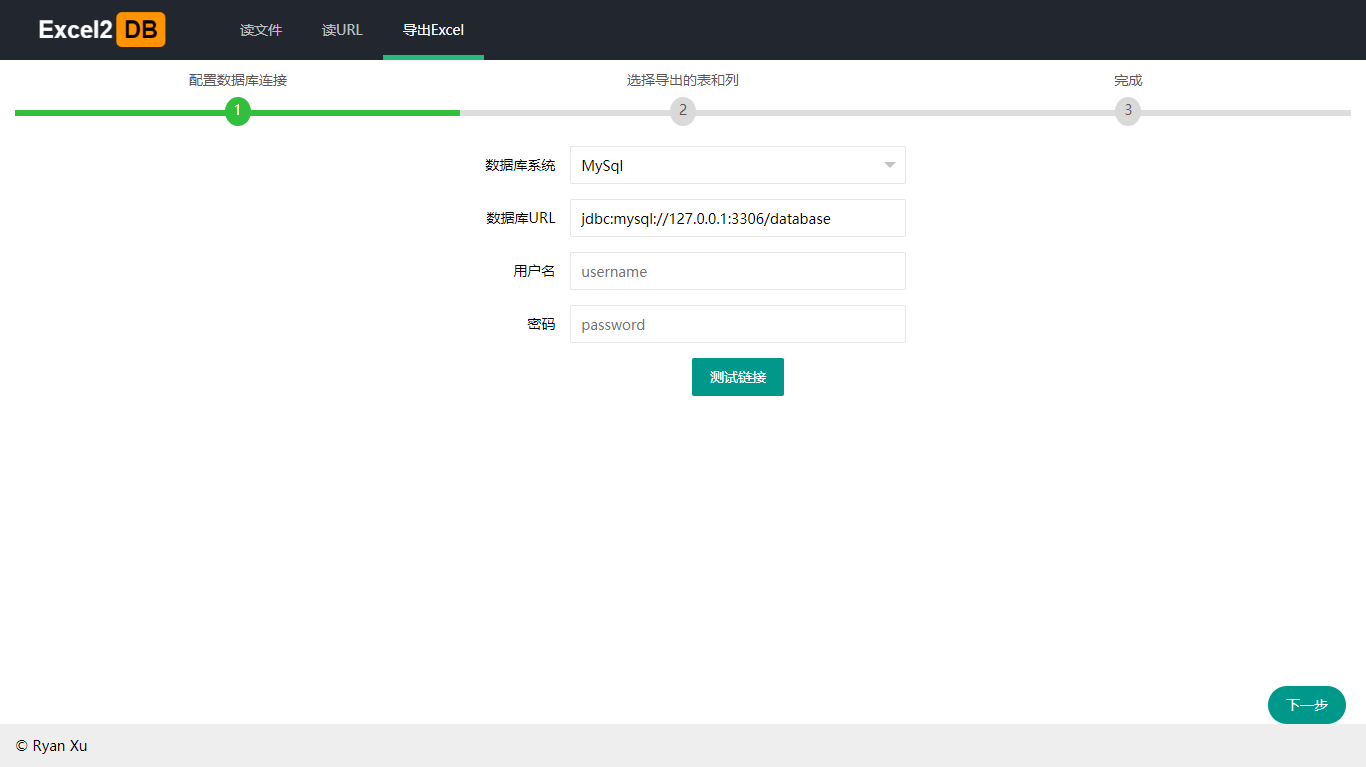 Excel2 DB 读文件 读URL 导出Excel
配置数据库连接 选择导出的表和列 完成
1 2 3
数据库系统 MySql
数据库URL jdbc:mysql://127.0.0.1:3306/database
用户名 username
密码 password
测试链接
下一步
© Ryan Xu